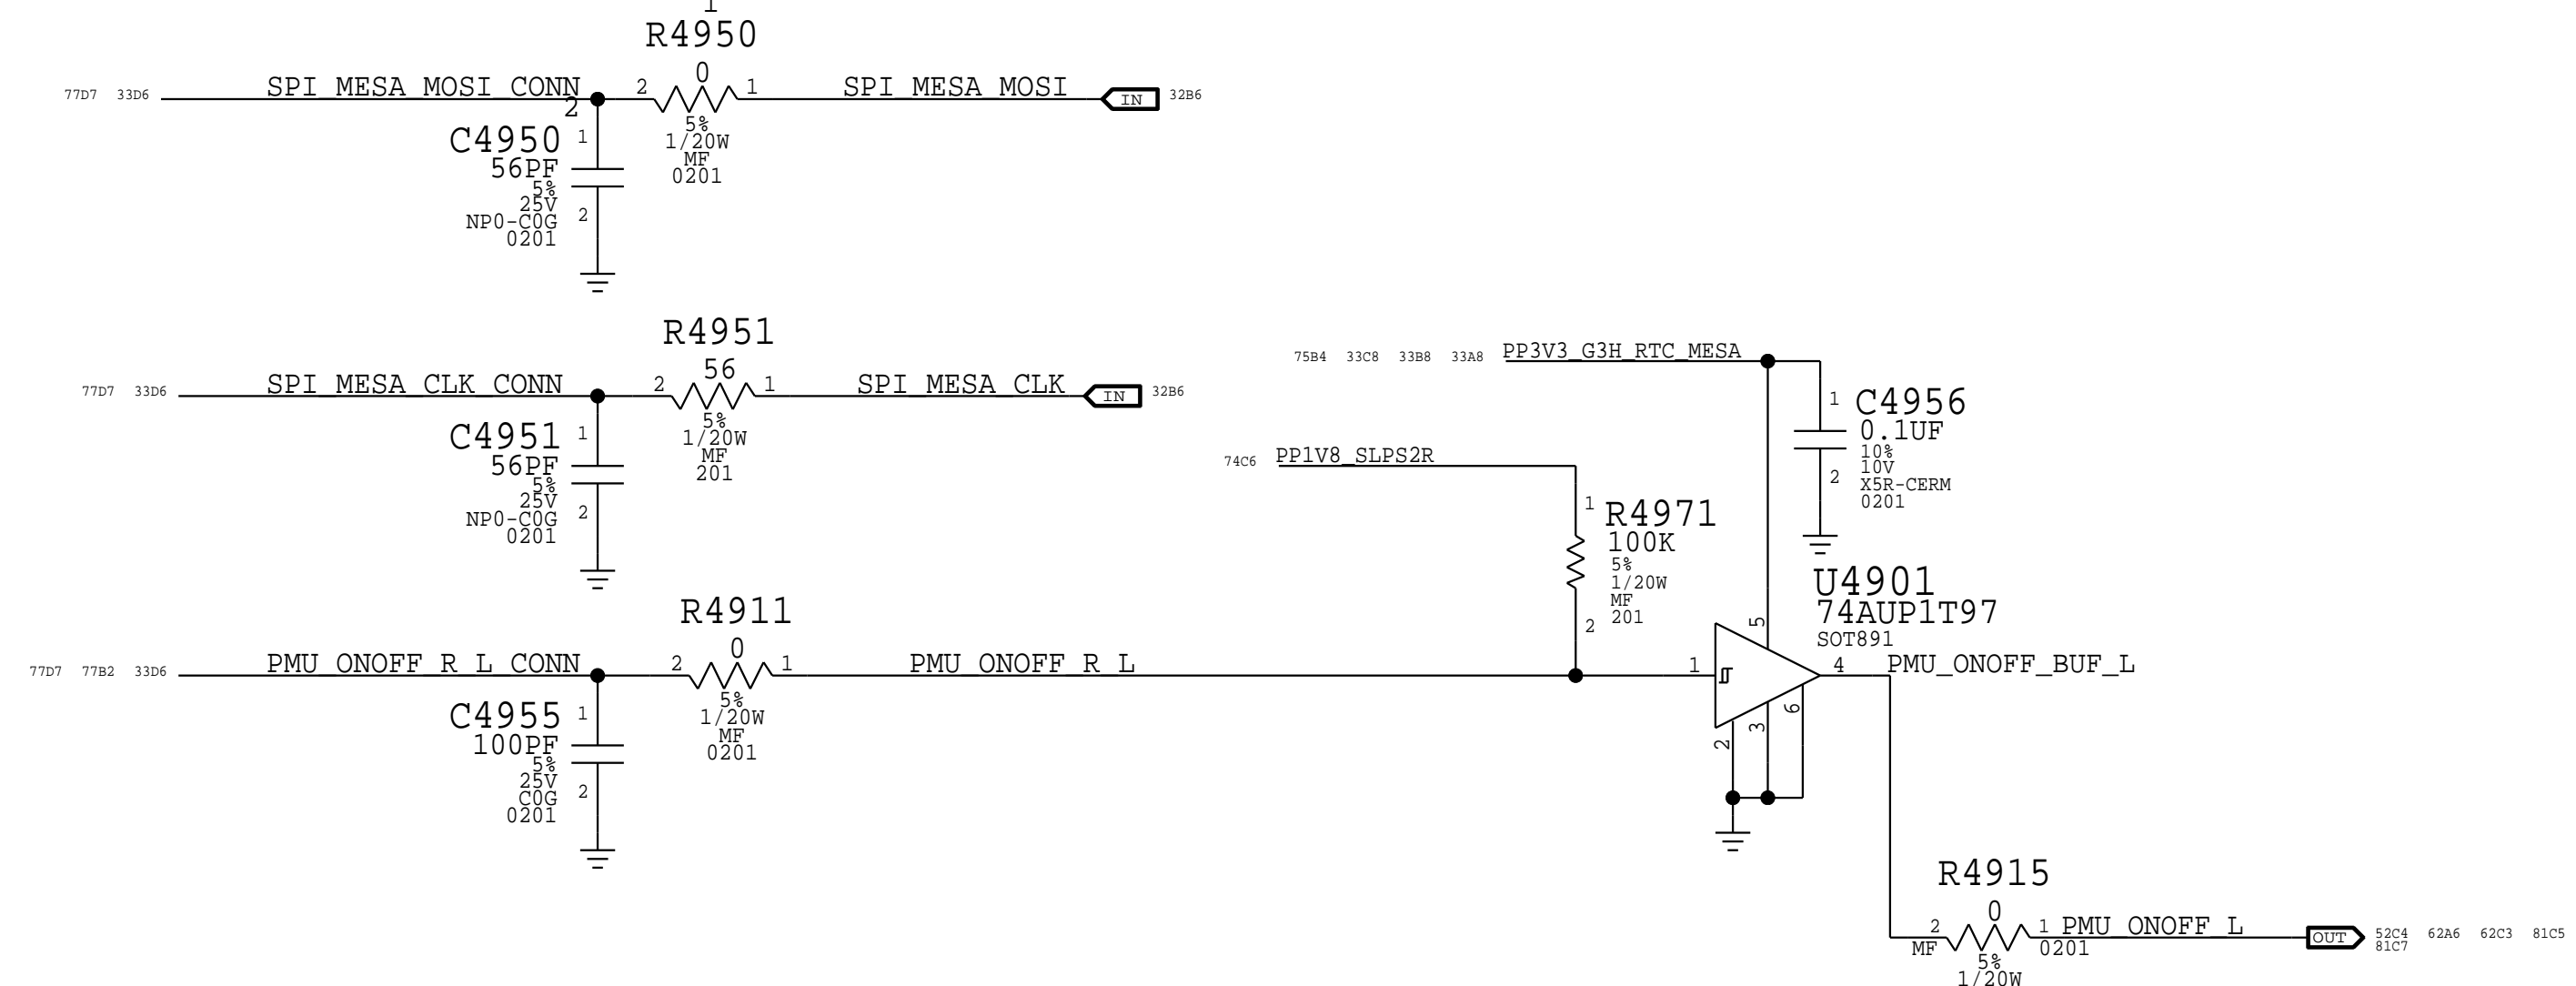 1
R4950
0
77D7 33D6 SPI_MESA_MOSI_CONN 2 1 SPI_MESA_MOSI IN 32B6
2
5%
1/20W
MF
0201
C4950 1
56PF
5%
25V
NP0-C0G 2
0201
R4951
56
77D7 33D6 SPI_MESA_CLK_CONN 2 1 SPI_MESA_CLK IN 32B6
5%
1/20W
MF
201
C4951 1
56PF
5%
25V
NP0-C0G 2
0201
R4911
0
77D7 77B2 33D6 PMU_ONOFF_R_L_CONN 2 1 PMU_ONOFF_R_L
5%
1/20W
MF
0201
C4955 1
100PF
5%
25V
C0G 2
0201
75B4 33C8 33B8 33A8 PP3V3_G3H_RTC_MESA
1 C4956
0.1UF
10%
10V
2 X5R-CERM
0201
74C6 PP1V8_SLPS2R
1 R4971
100K
5%
1/20W
MF
201
2
U4901
74AUP1T97
SOT891
5
1 4 PMU_ONOFF_BUF_L
2 3 6
R4915
0
2 1 PMU_ONOFF_L OUT 52C4 62A6 62C3 81C5
81C7
MF 0201
5%
1/20W